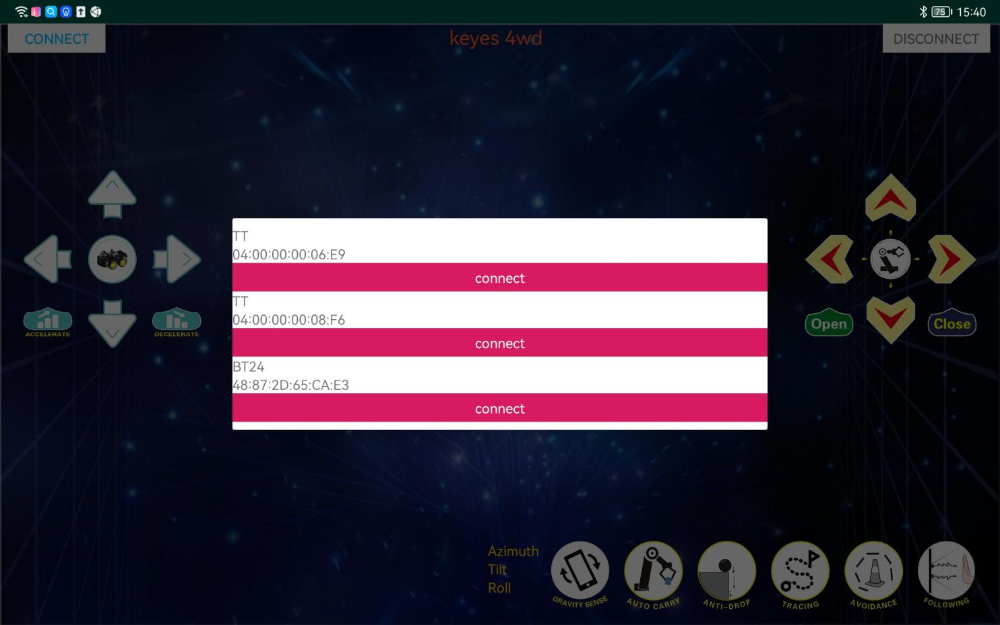 75 15:40
CONNECT
keyes 4wd
DISCONNECT
TT
04:00:00:00:06:E9
connect
TT
04:00:00:00:08:F6
connect
BT24
48:87:2D:65:CA:E3
connect
ACCELERATE
DECELERATE
Open
Close
Azimuth
Tilt
Roll
GRAVITY SENSE
AUTO CARRY
ANTI-DROP
TRACING
AVOIDANCE
FOLLOWING